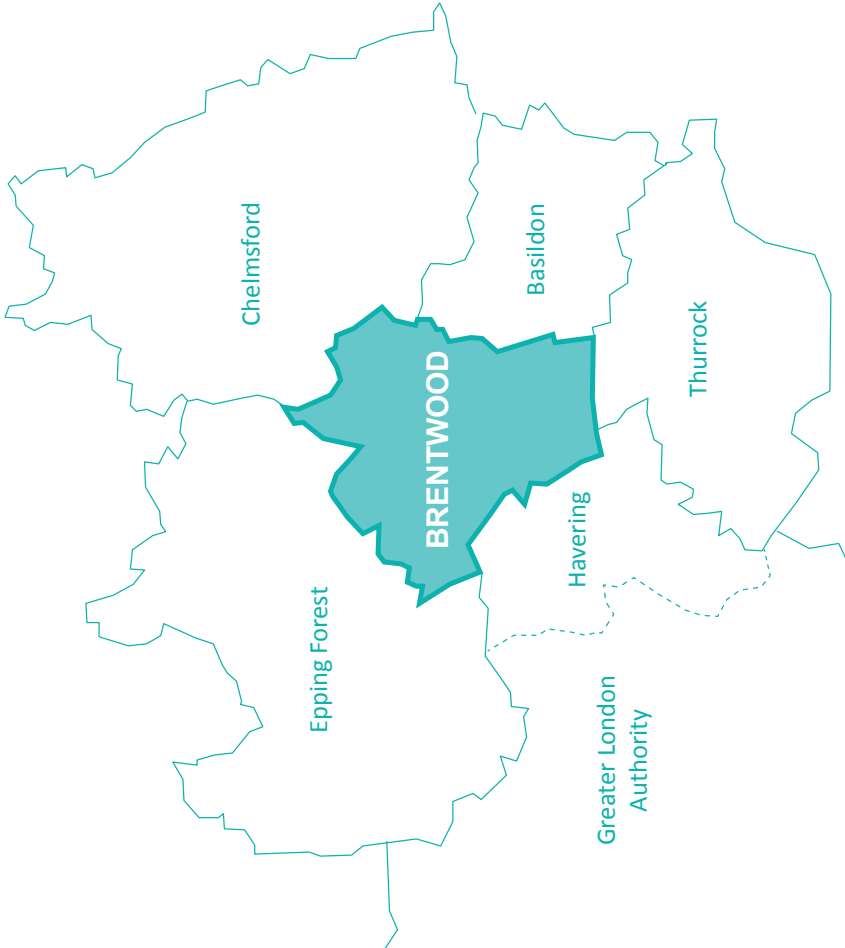 Chelmsford
Epping Forest
BRENTWOOD
Basildon
Havering
Greater London
Authority
Thurrock